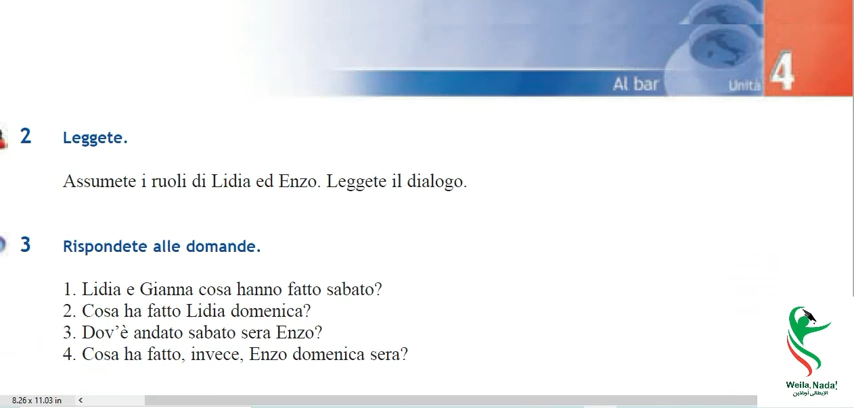 Al bar
Unità
4
2 Leggete.
Assumete i ruoli di Lidia ed Enzo. Leggete il dialogo.
3 Rispondete alle domande.
1. Lidia e Gianna cosa hanno fatto sabato?
2. Cosa ha fatto Lidia domenica?
3. Dov’è andato sabato sera Enzo?
4. Cosa ha fatto, invece, Enzo domenica sera?
Weila, Nada!
الإيطالي أونلاين
8.26 x 11.03 in